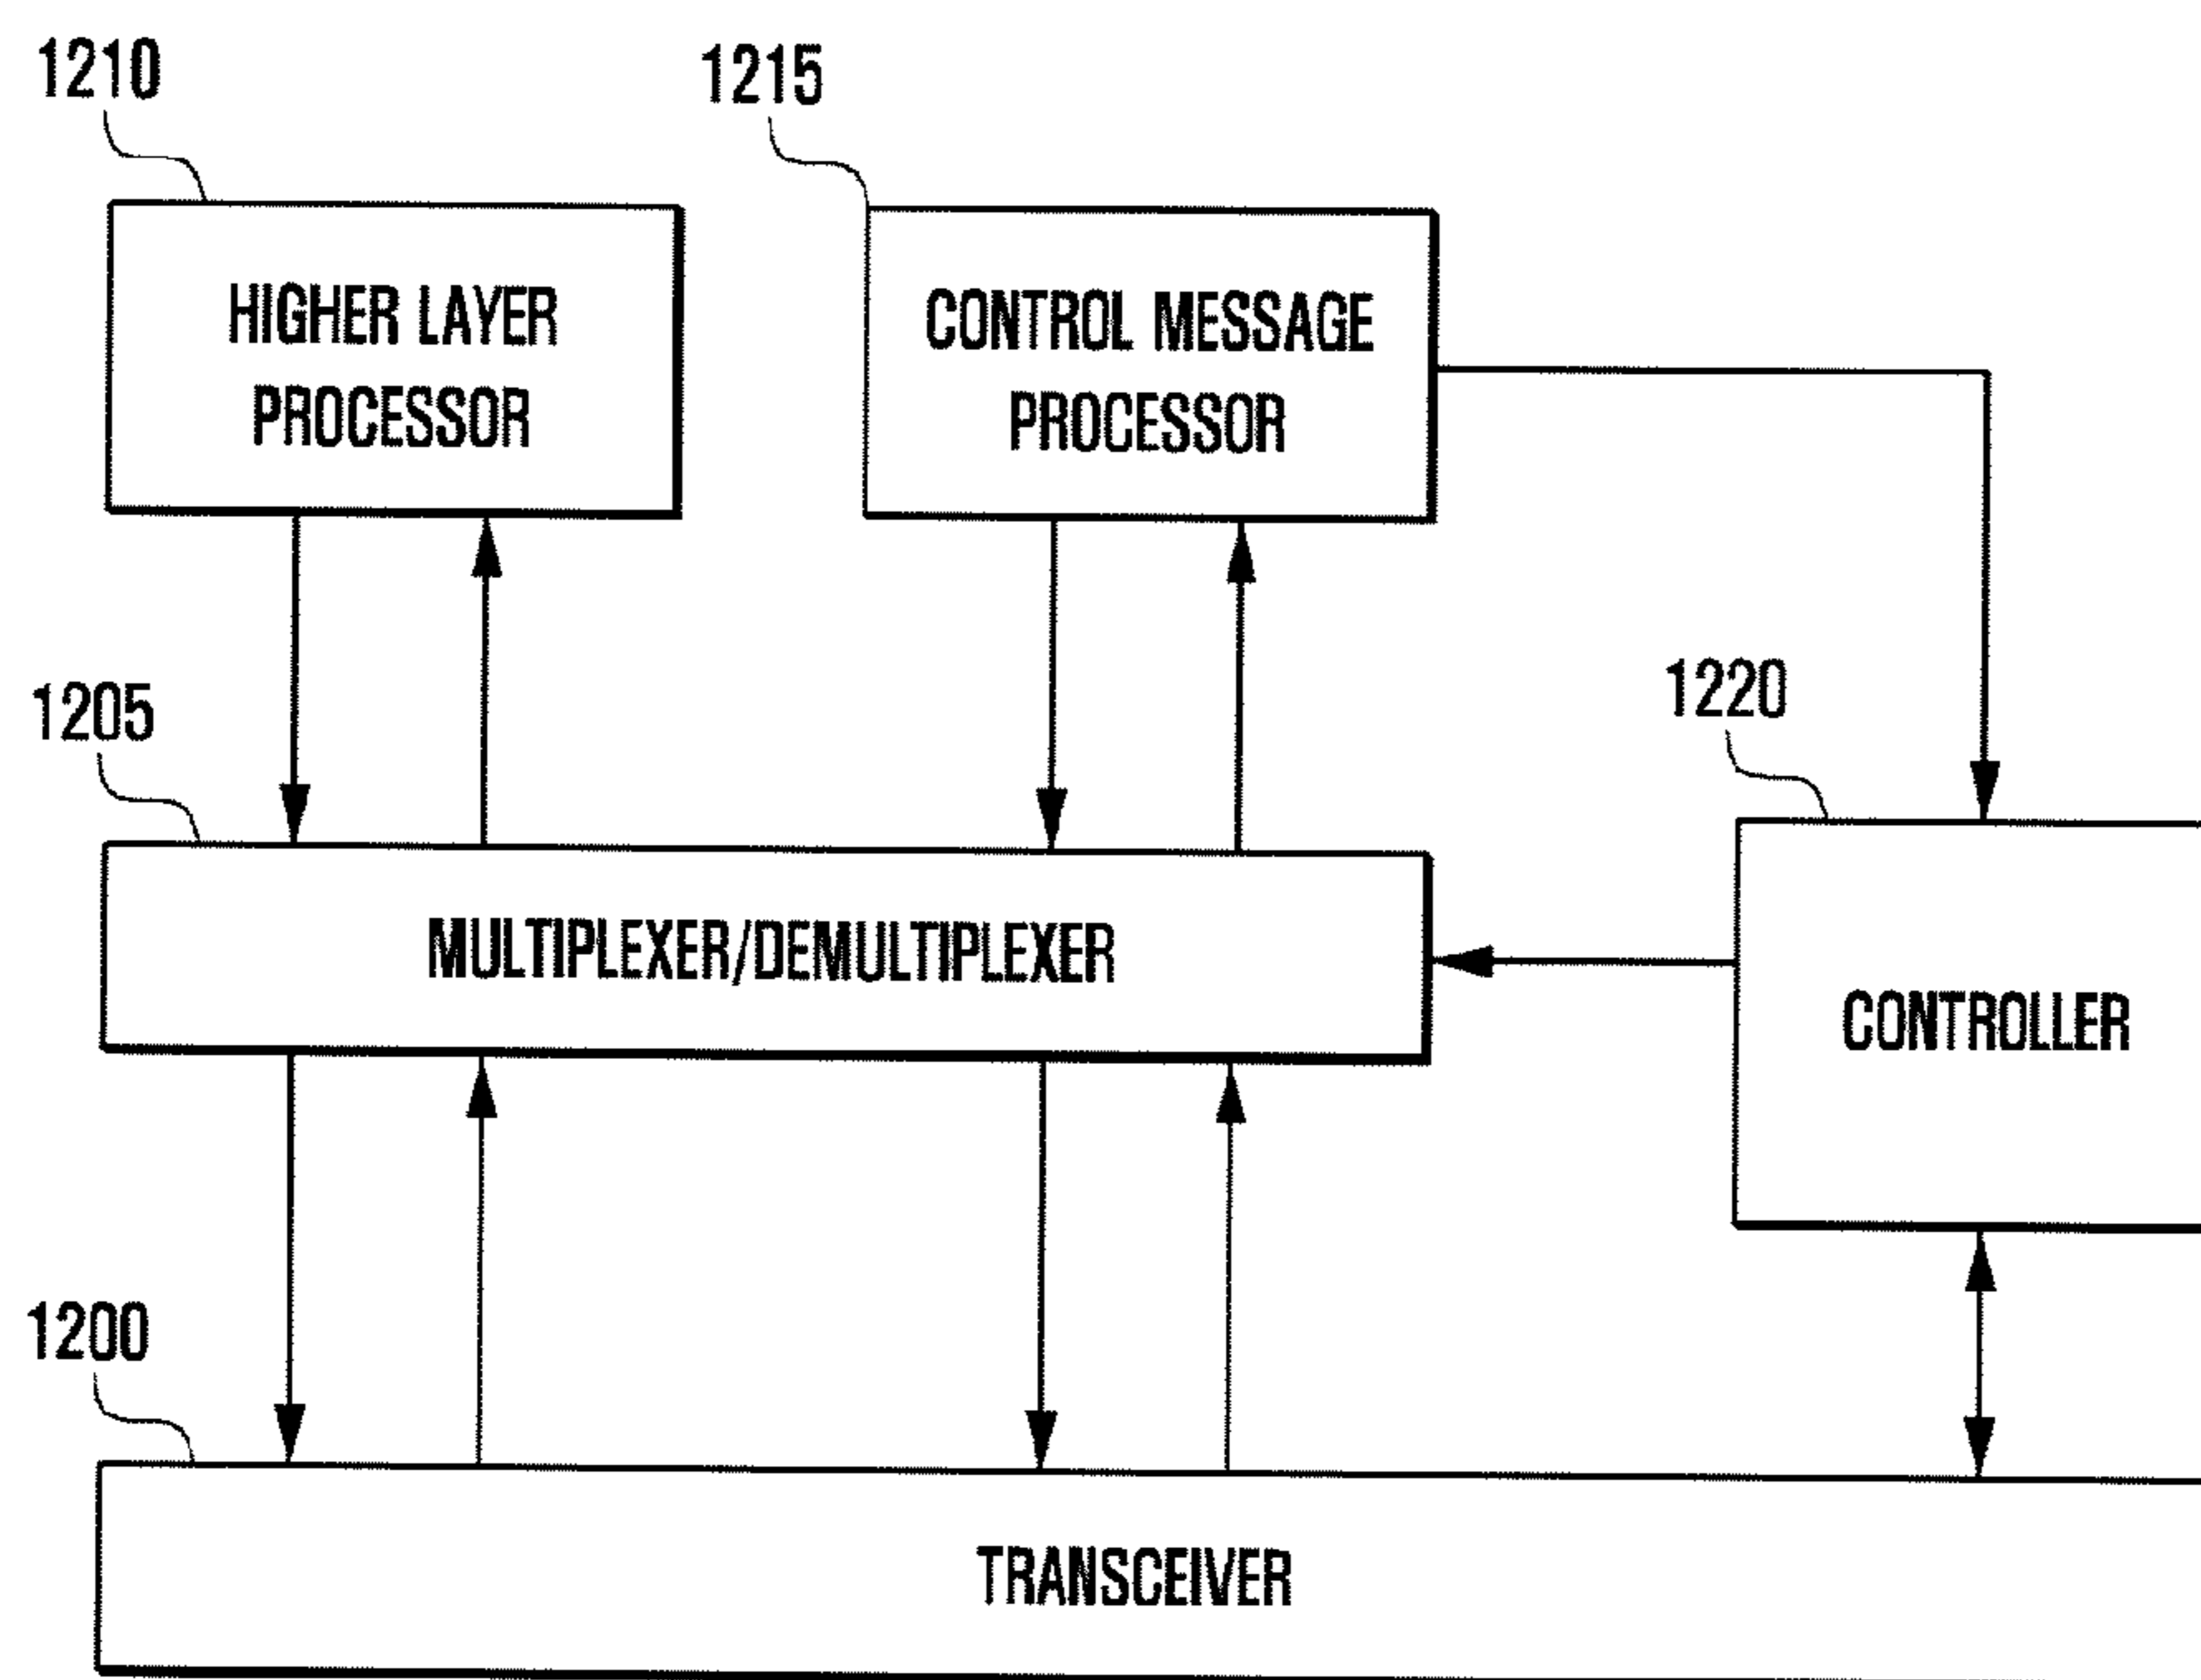 1210
1215
HIGHER LAYER
PROCESSOR
CONTROL MESSAGE
PROCESSOR
1205
1220
MULTIPLEXER/DEMULTIPLEXER
CONTROLLER
1200
TRANSCEIVER